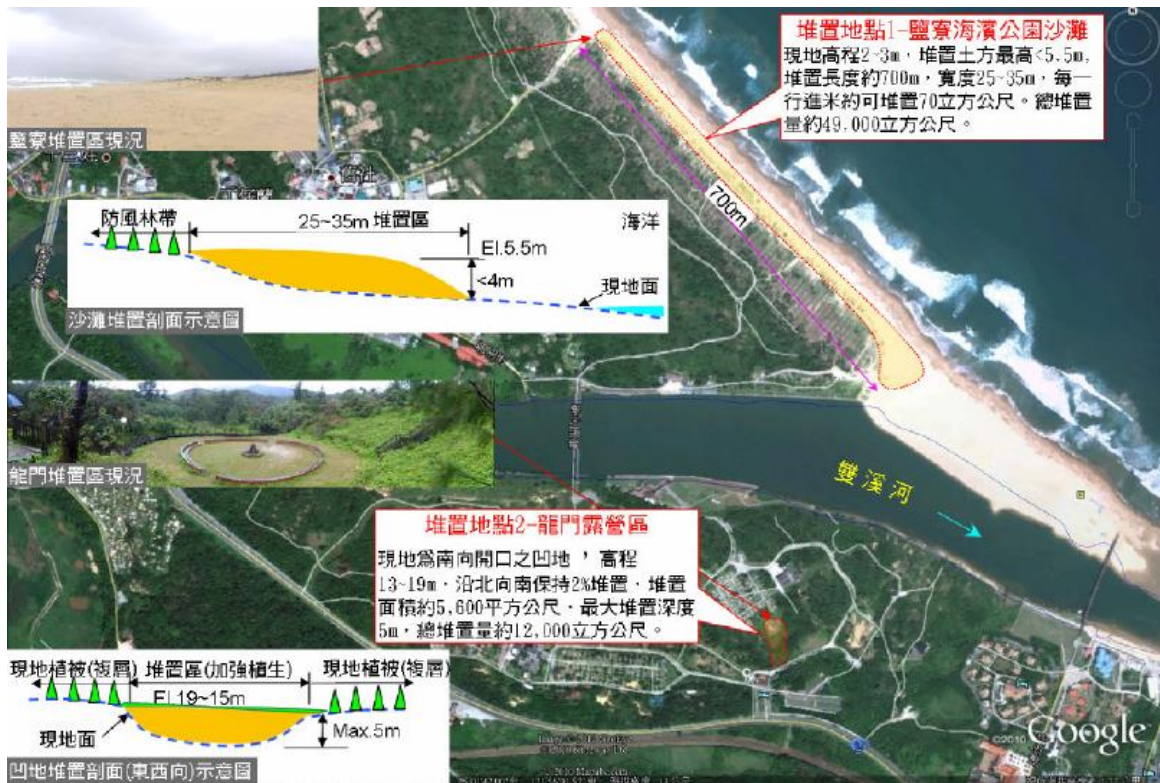 堆置地點1-鹽寮海濱公園沙灘
現地高程2~3m，堆置土方最高<5.5m，
堆置長度約700m，寬度25~35m，每一
行進米約可堆置70立方公尺。總堆置
量約49,000立方公尺。
鹽寮堆置區現況
舊社
700m
防風林帶
25~35m 堆置區
海洋
El.5.5m
<4m
現地面
沙灘堆置剖面示意圖
龍門堆置區現況
雙溪河
堆置地點2-龍門露營區
現地為南向開口之凹地，高程
13~19m，沿北向南保持2%堆置，堆置
面積約5,600平方公尺，最大堆置深度
5m，總堆置量約12,000立方公尺。
現地植被(複層)
堆置區(加強植生)
現地植被(複層)
El.19~15m
現地面
Max.5m
凹地堆置剖面(東西向)示意圖
©2010 Google